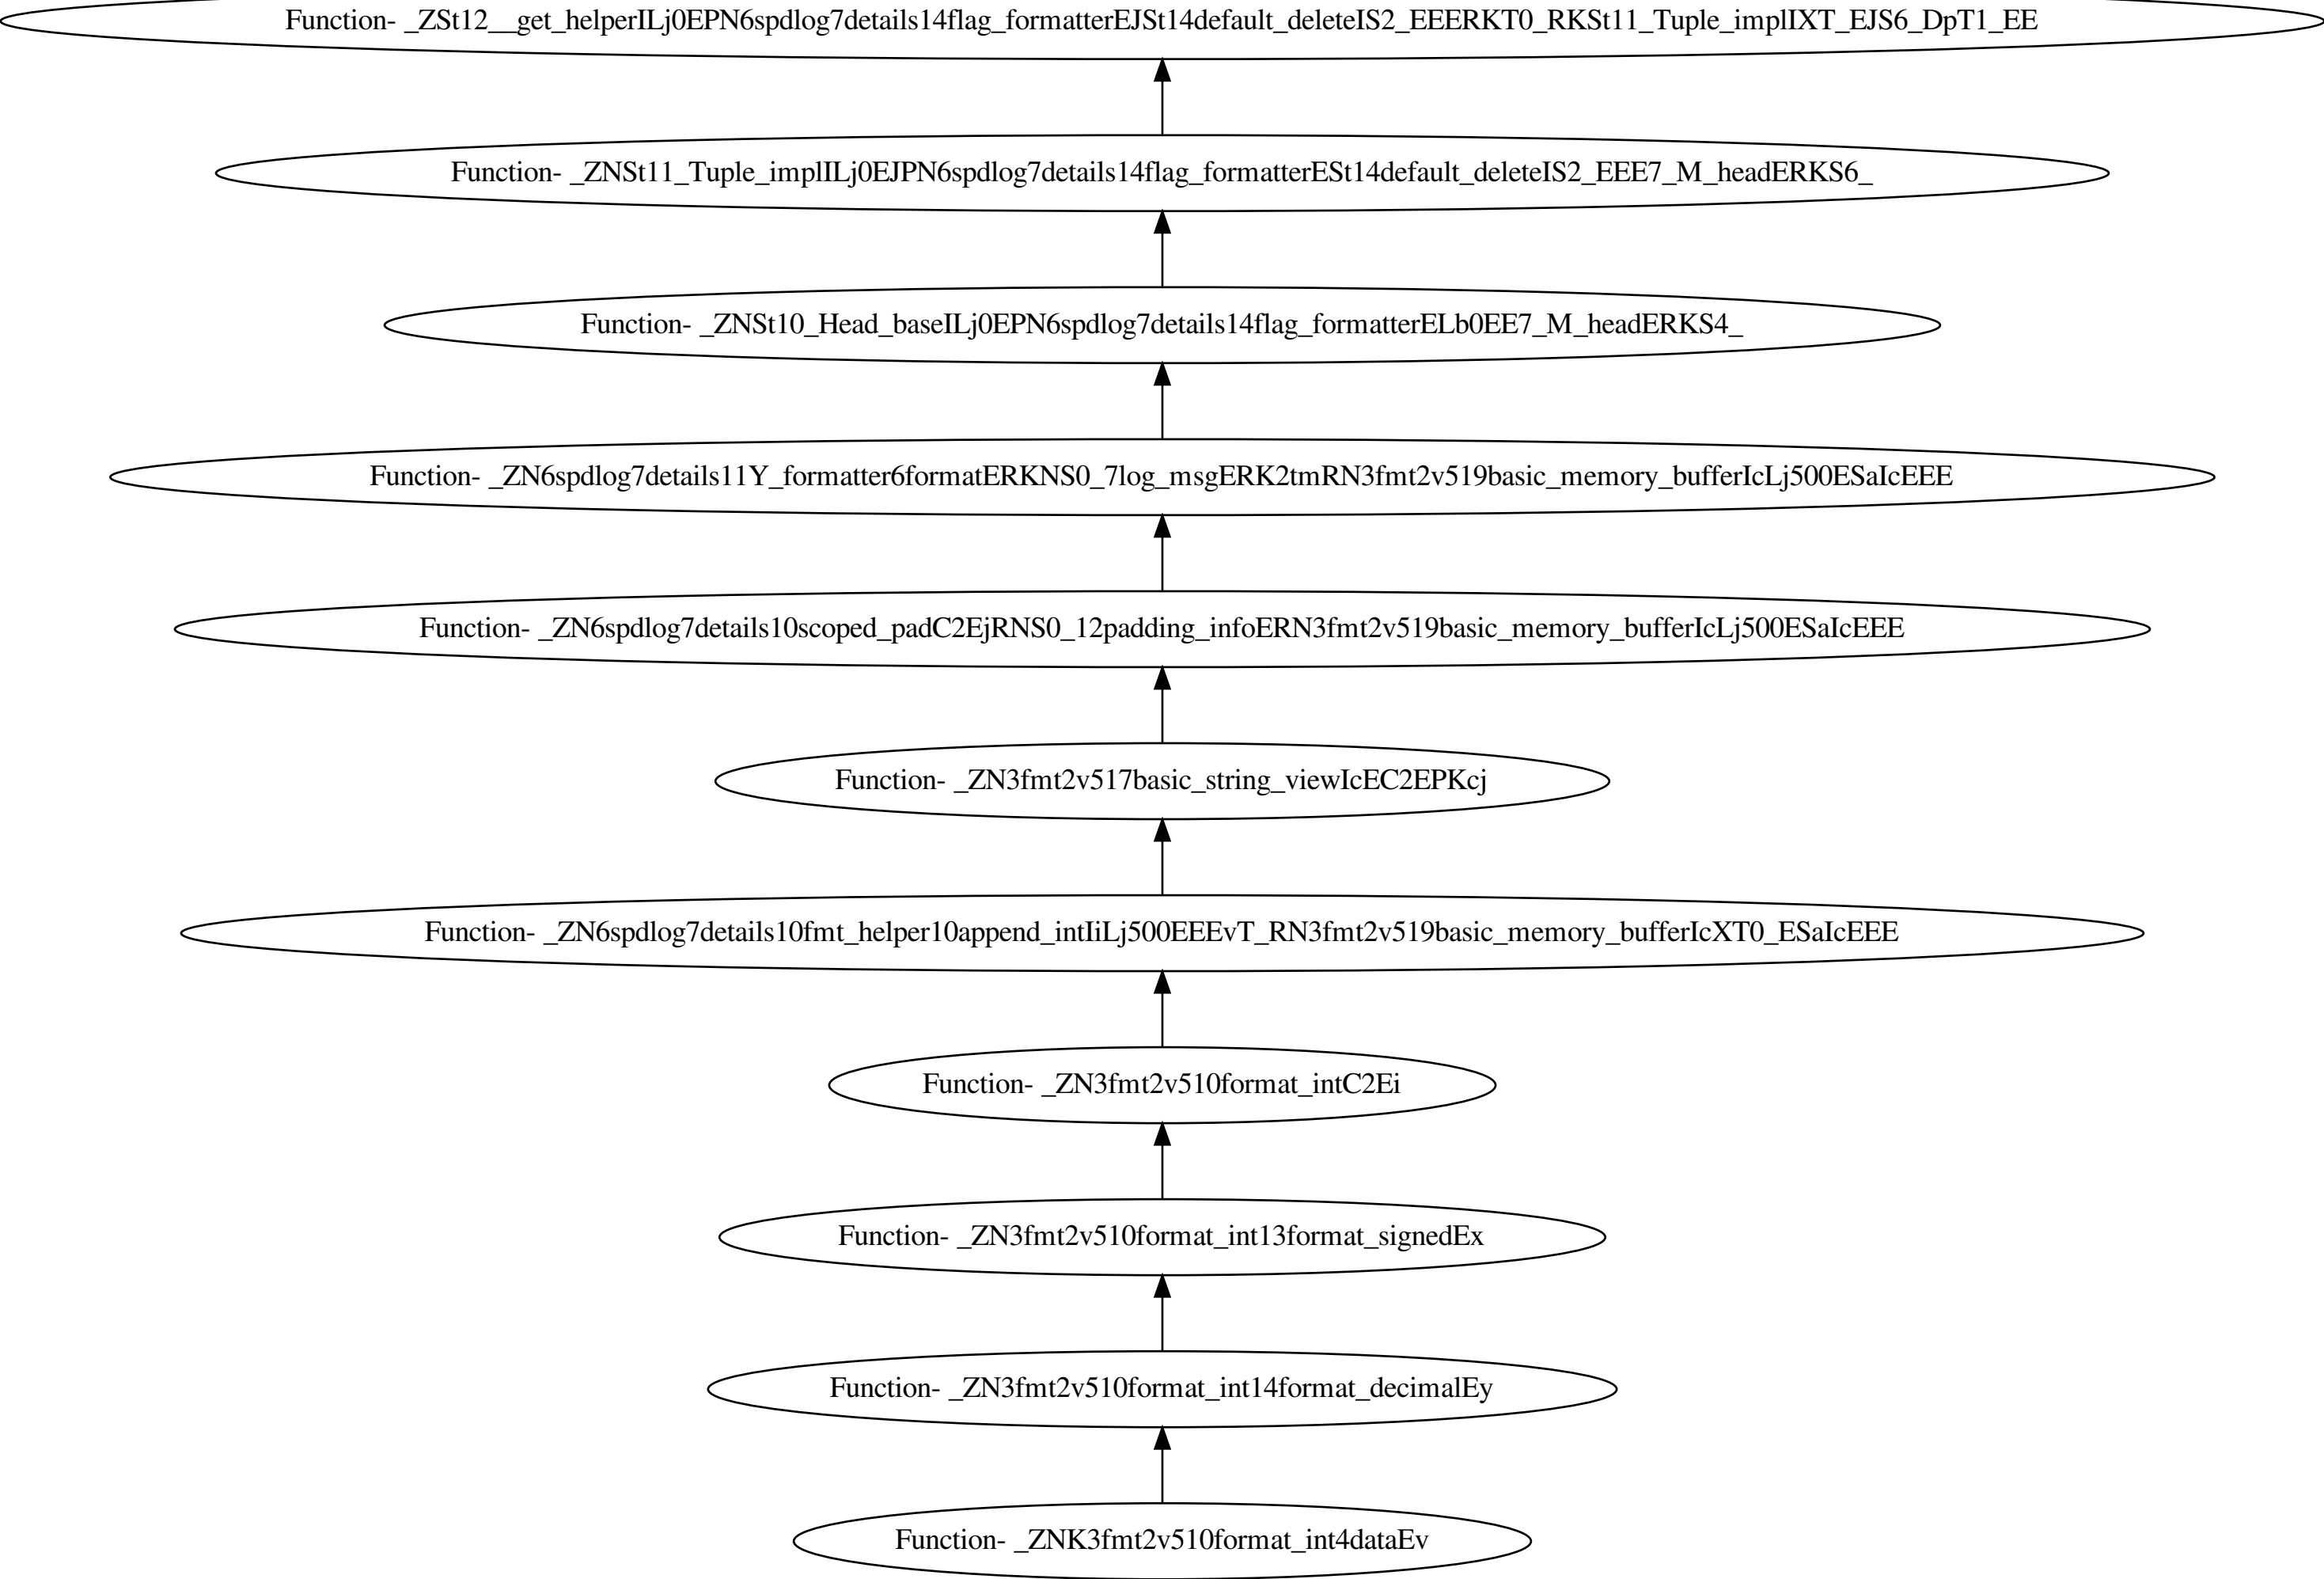 Function- _ZSt12__get_helperILj0EPN6spdlog7details14flag_formatterEJSt14default_deleteIS2_EEERKT0_RKSt11_Tuple_implIXT_EJS6_DpT1_EE
Function- _ZNSt11_Tuple_implILj0EJPN6spdlog7details14flag_formatterESt14default_deleteIS2_EEE7_M_headERKS6_
Function- _ZNSt10_Head_baseILj0EPN6spdlog7details14flag_formatterELb0EE7_M_headERKS4_
Function- _ZN6spdlog7details11Y_formatter6formatERKNS0_7log_msgERK2tmRN3fmt2v519basic_memory_bufferIcLj500ESaIcEEE
Function- _ZN6spdlog7details10scoped_padC2EjRNS0_12padding_infoERN3fmt2v519basic_memory_bufferIcLj500ESaIcEEE
Function- _ZN3fmt2v517basic_string_viewIcEC2EPKcj
Function- _ZN6spdlog7details10fmt_helper10append_intIiLj500EEEvT_RN3fmt2v519basic_memory_bufferIcXT0_ESaIcEEE
Function- _ZN3fmt2v510format_intC2Ei
Function- _ZN3fmt2v510format_int13format_signedEx
Function- _ZN3fmt2v510format_int14format_decimalEy
Function- _ZNK3fmt2v510format_int4dataEv